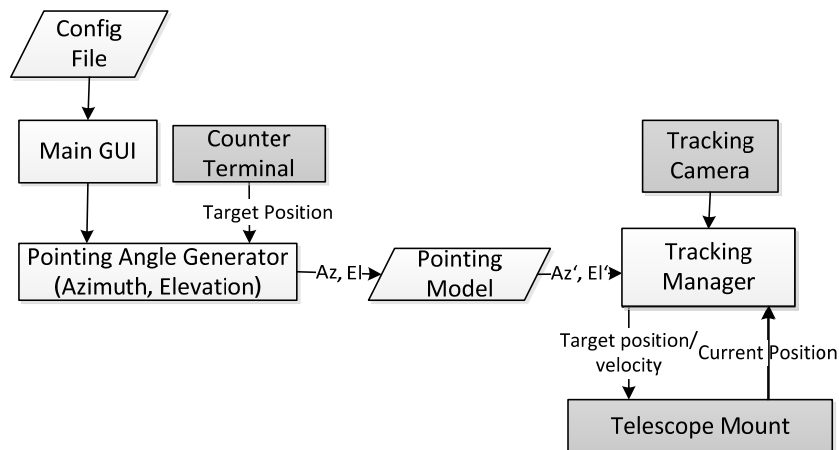 Config
File
Main GUI
Counter
Terminal
Target Position
Pointing Angle Generator
(Azimuth, Elevation)
Az, El
Pointing
Model
Az‘, El‘
Tracking
Camera
Tracking
Manager
Target position/
velocity
Current Position
Telescope Mount